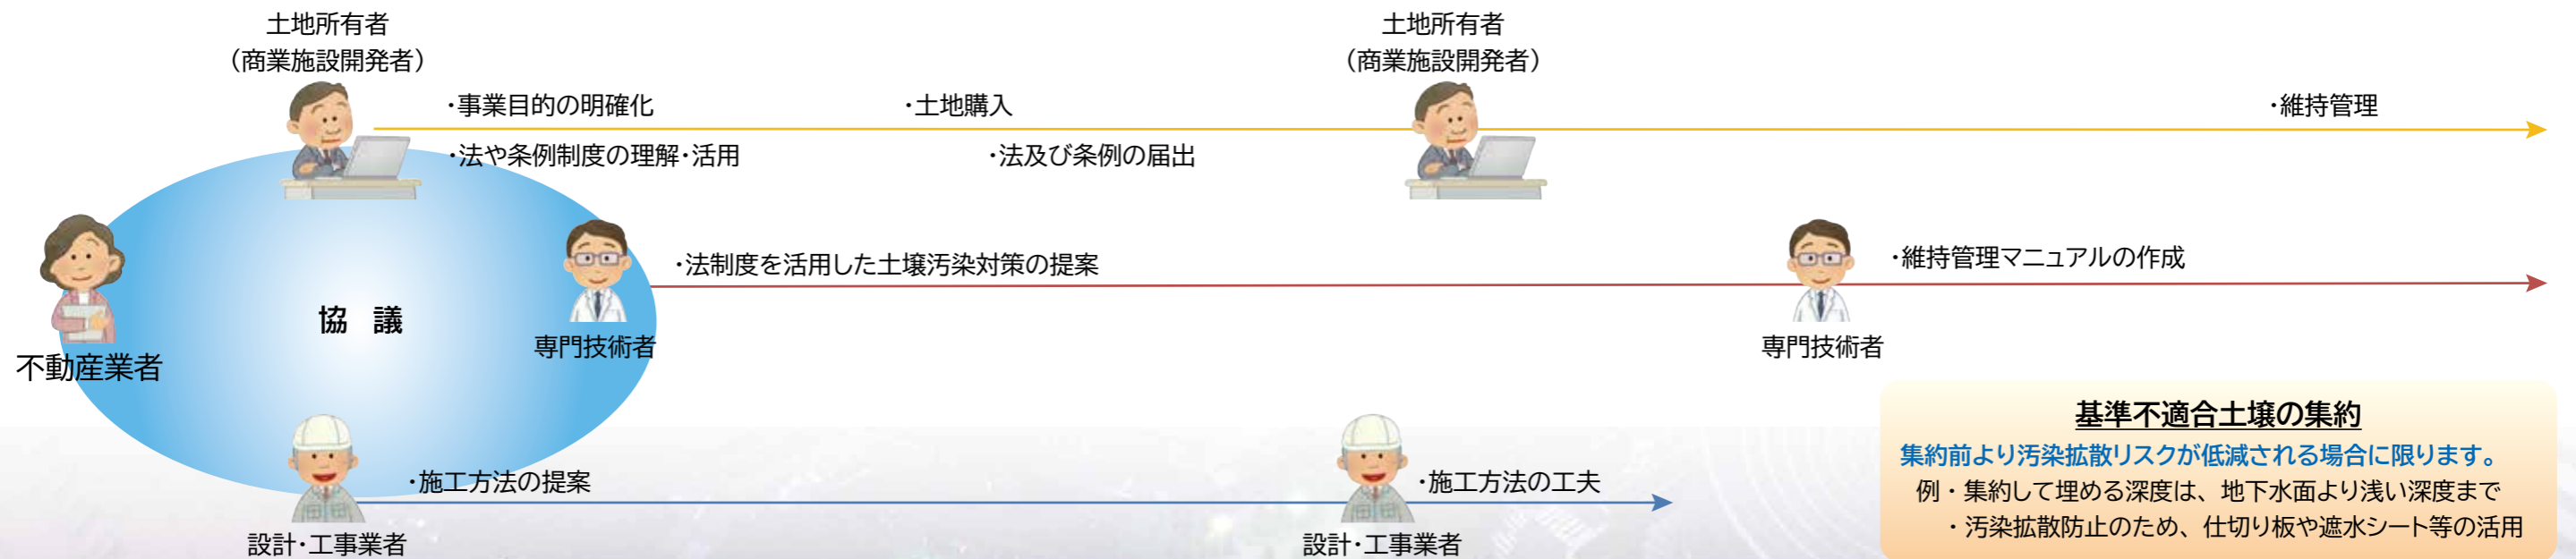 土地所有者
（商業施設開発者）
・事業目的の明確化
・法や条例制度の理解・活用
・土地購入
・法及び条例の届出
土地所有者
（商業施設開発者）
・維持管理
不動産業者
協 議
専門技術者
・法制度を活用した土壌汚染対策の提案
専門技術者
・維持管理マニュアルの作成
設計・工事業者
・施工方法の提案
設計・工事業者
・施工方法の工夫
基準不適合土壌の集約
集約前より汚染拡散リスクが低減される場合に限ります。
例・集約して埋める深度は、地下水面より浅い深度まで
・汚染拡散防止のため、仕切り板や遮水シート等の活用